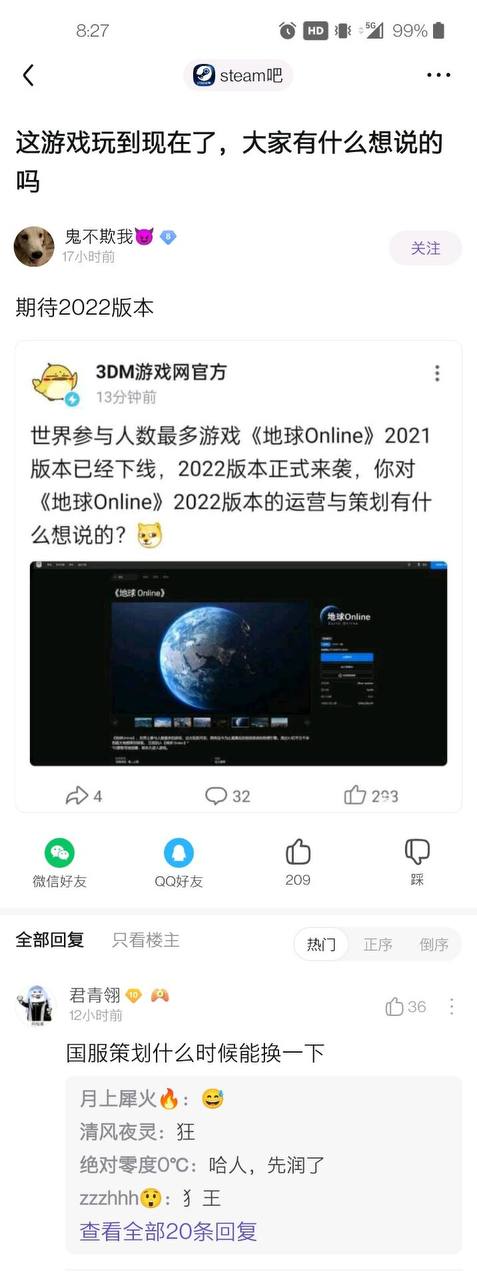 8:27
HD 5G 99%
steam吧
这游戏玩到现在了，大家有什么想说的
吗
鬼不欺我😈 8
17小时前
关注
期待2022版本
3DM游戏网官方
13分钟前
世界参与人数最多游戏《地球Online》2021
版本已经下线，2022版本正式来袭，你对
《地球Online》2022版本的运营与策划有什
么想说的？
《地球 Online》
地球Online
4 32 293
微信好友 QQ好友 209 踩
全部回复 只看楼主 热门 正序 倒序
君青翎 10
12小时前
36
国服策划什么时候能换一下
月上犀火🔥：😅
清风夜灵：狂
绝对零度0℃：哈人，先润了
zzzhhh😲：犭王
查看全部20条回复